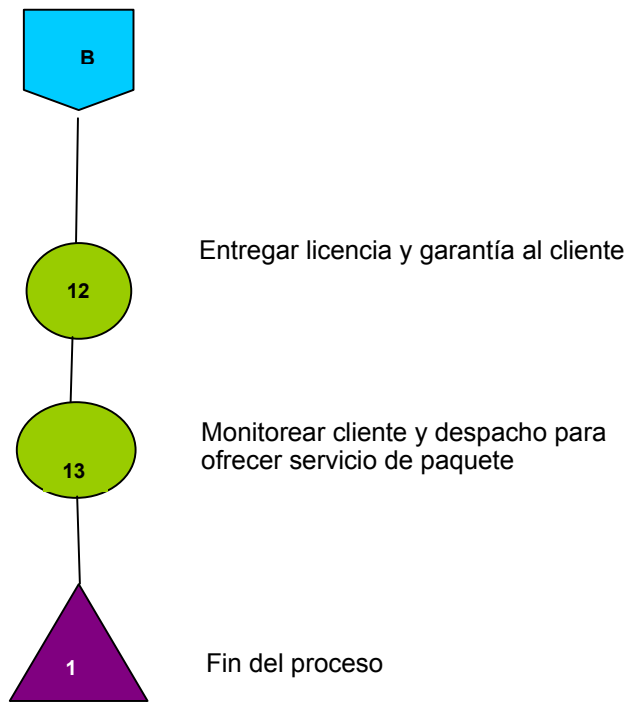 B
Entregar licencia y garantía al cliente
12
Monitorear cliente y despacho para
ofrecer servicio de paquete
13
1
Fin del proceso